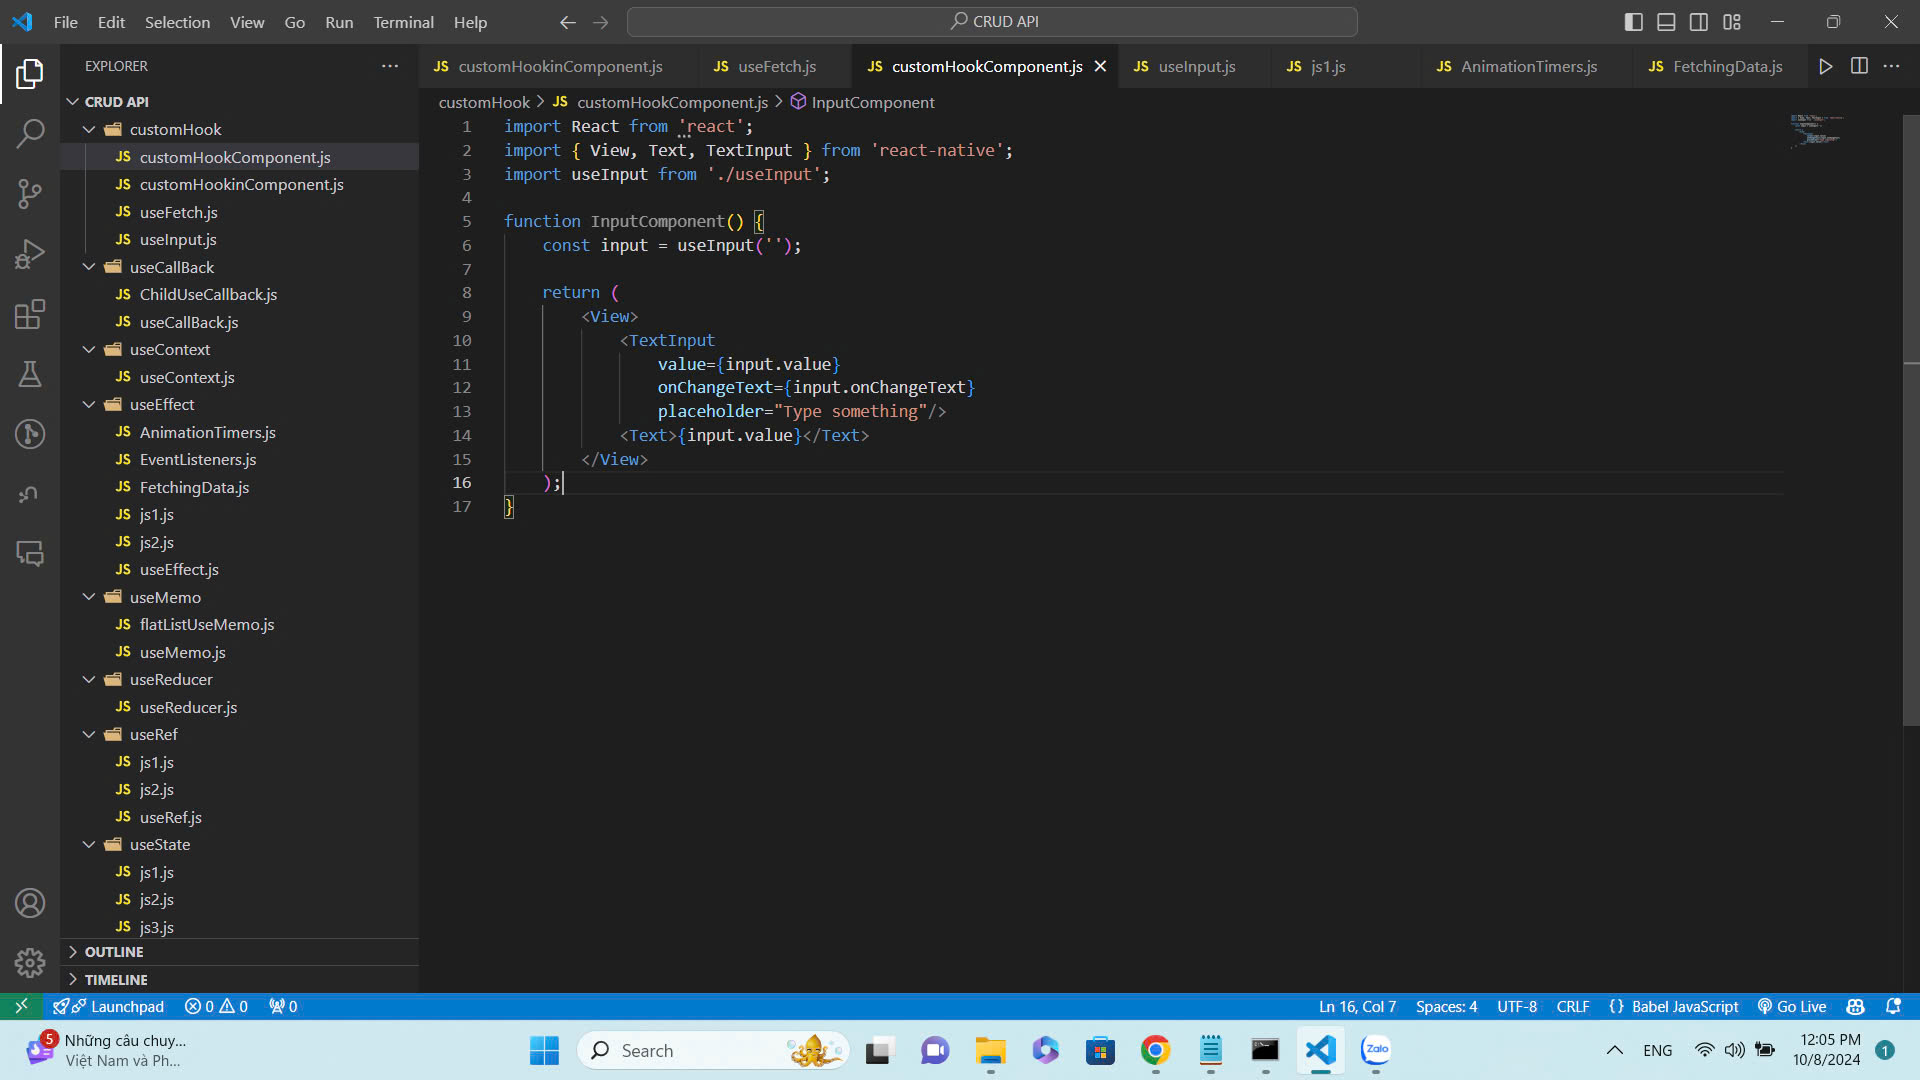 File Edit Selection View Go Run Terminal Help
CRUD API
EXPLORER
CRUD API
customHook
JS customHookComponent.js
JS customHookinComponent.js
JS useFetch.js
JS useInput.js
useCallBack
JS ChildUseCallback.js
JS useCallBack.js
useContext
JS useContext.js
useEffect
JS AnimationTimers.js
JS EventListeners.js
JS FetchingData.js
JS js1.js
JS js2.js
JS useEffect.js
useMemo
JS flatListUseMemo.js
JS useMemo.js
useReducer
JS useReducer.js
useRef
JS js1.js
JS js2.js
JS useRef.js
useState
JS js1.js
JS js2.js
JS js3.js
OUTLINE
TIMELINE
JS customHookinComponent.js JS useFetch.js JS customHookComponent.js JS useInput.js JS js1.js JS AnimationTimers.js JS FetchingData.js
customHook > JS customHookComponent.js > InputComponent
1 import React from 'react';
2 import { View, Text, TextInput } from 'react-native';
3 import useInput from './useInput';
4
5 function InputComponent() {
6 const input = useInput('');
7
8 return (
9 <View>
10 <TextInput
11 value={input.value}
12 onChangeText={input.onChangeText}
13 placeholder="Type something"/>
14 <Text>{input.value}</Text>
15 </View>
16 );
17 }
Launchpad 0 0 0 Ln 16, Col 7 Spaces: 4 UTF-8 CRLF {} Babel JavaScript Go Live
5 Những câu chuy...
Việt Nam và Ph...
Search
Zalo
ENG
12:05 PM
10/8/2024
1